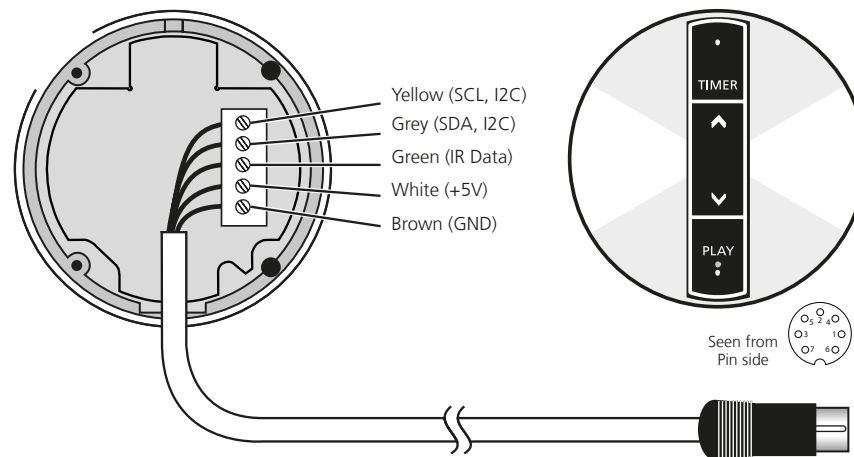 Yellow (SCL, I2C)
Grey (SDA, I2C)
Green (IR Data)
White (+5V)
Brown (GND)
TIMER
PLAY
Seen from
Pin side
5 2 4
3 1
7 6